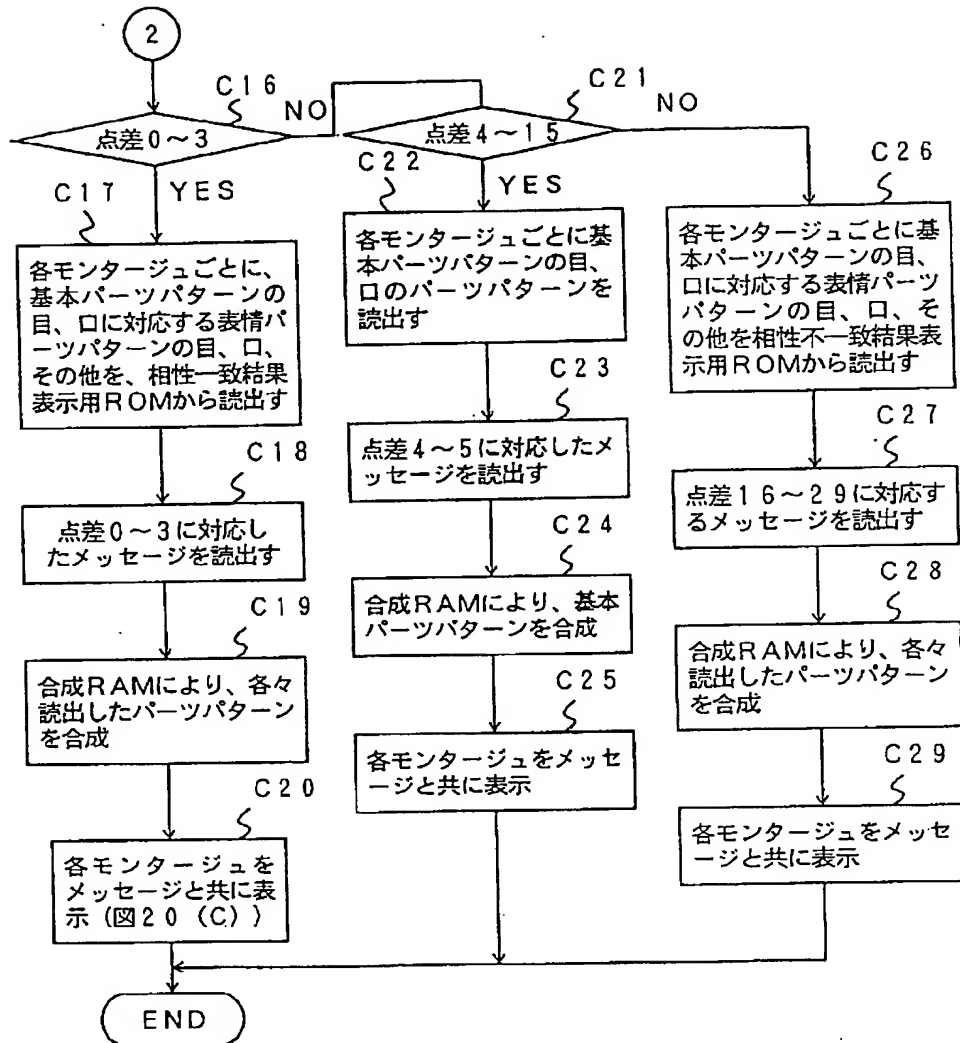 2
C16
NO
点差0～3
C17
YES
各モンタージュごとに、
基本パーツパターンの
目、口に対応する表情パ
ーツパターンの目、口、
その他を、相性一致結果
表示用ROMから読出す
C18
点差0～3に対応し
たメッセージを読出す
C19
合成RAMにより、各々
読出したパーツパターン
を合成
C20
各モンタージュを
メッセージと共に表
示(図20(C))
END
C21
NO
点差4～15
C22
YES
各モンタージュごとに基
本パーツパターンの目、
口のパーツパターンを
読出す
C23
点差4～5に対応したメ
ッセージを読出す
C24
合成RAMにより、基本
パーツパターンを合成
C25
各モンタージュをメッセ
ージと共に表示
C26
各モンタージュごとに基
本パーツパターンの目、
口に対応する表情パーツ
パターンの目、口、そ
の他を相性不一致結果表
示用ROMから読出す
C27
点差16～29に対応す
るメッセージを読出す
C28
合成RAMにより、各々
読出したパーツパターン
を合成
C29
各モンタージュをメッセ
ージと共に表示